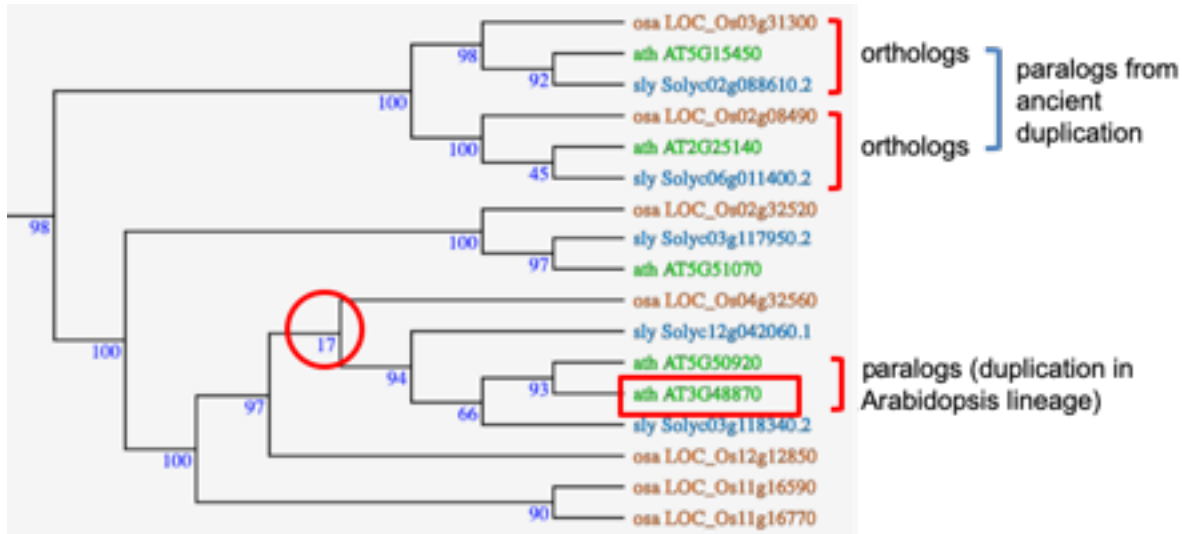 osa LOC_Os03g31300
98
ath AT5G15450
orthologs
92
sly Solyc02g088610.2
paralogs from
ancient
duplication
100
osa LOC_Os02g08490
100
ath AT2G25140
orthologs
45
sly Solyc06g011400.2
98
osa LOC_Os02g32520
100
sly Solyc03g117950.2
97
ath AT5G51070
osa LOC_Os04g32560
17
sly Solyc12g042060.1
100
94
ath AT5G50920
93
ath AT3G48870
paralogs (duplication in
Arabidopsis lineage)
97
66
sly Solyc03g118340.2
100
osa LOC_Os12g12850
osa LOC_Os11g16590
90
osa LOC_Os11g16770